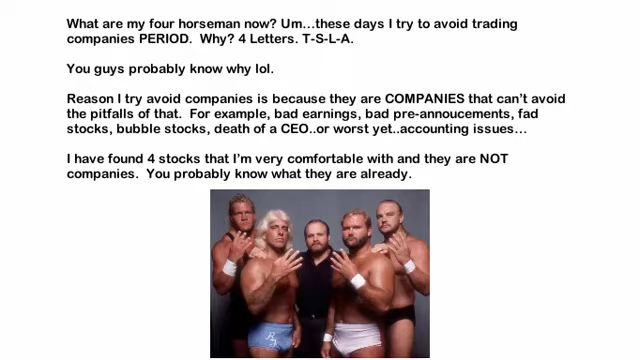 What are my four horseman now? Um…these days I try to avoid trading
companies PERIOD.  Why? 4 Letters. T-S-L-A.
You guys probably know why lol.
Reason I try avoid companies is because they are COMPANIES that can't avoid
the pitfalls of that.  For example, bad earnings, bad pre-annoucements, fad
stocks, bubble stocks, death of a CEO..or worst yet..accounting issues…
I have found 4 stocks that I'm very comfortable with and they are NOT
companies.  You probably know what they are already.